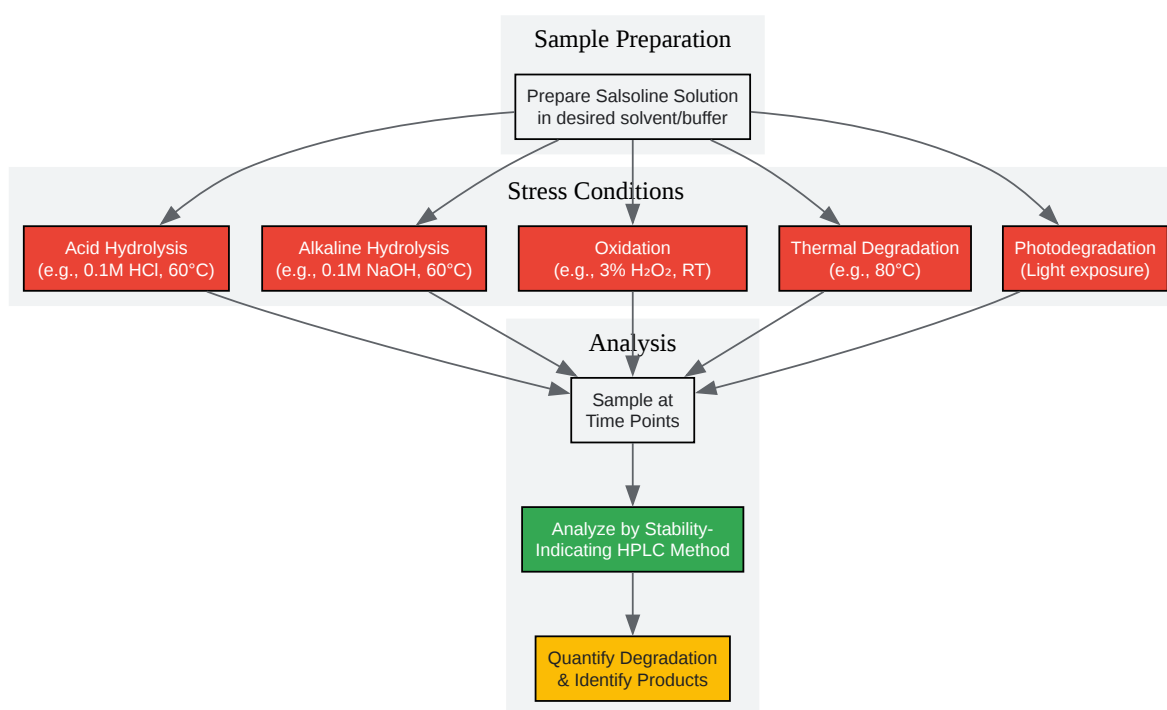 Sample Preparation
Prepare Salsoline Solution
in desired solvent/buffer
Stress Conditions
Acid Hydrolysis
(e.g., 0.1M HCl, 60°C)
Alkaline Hydrolysis
(e.g., 0.1M NaOH, 60°C)
Oxidation
(e.g., 3% H₂O₂, RT)
Thermal Degradation
(e.g., 80°C)
Photodegradation
(Light exposure)
Analysis
Sample at
Time Points
Analyze by Stability-
Indicating HPLC Method
Quantify Degradation
& Identify Products